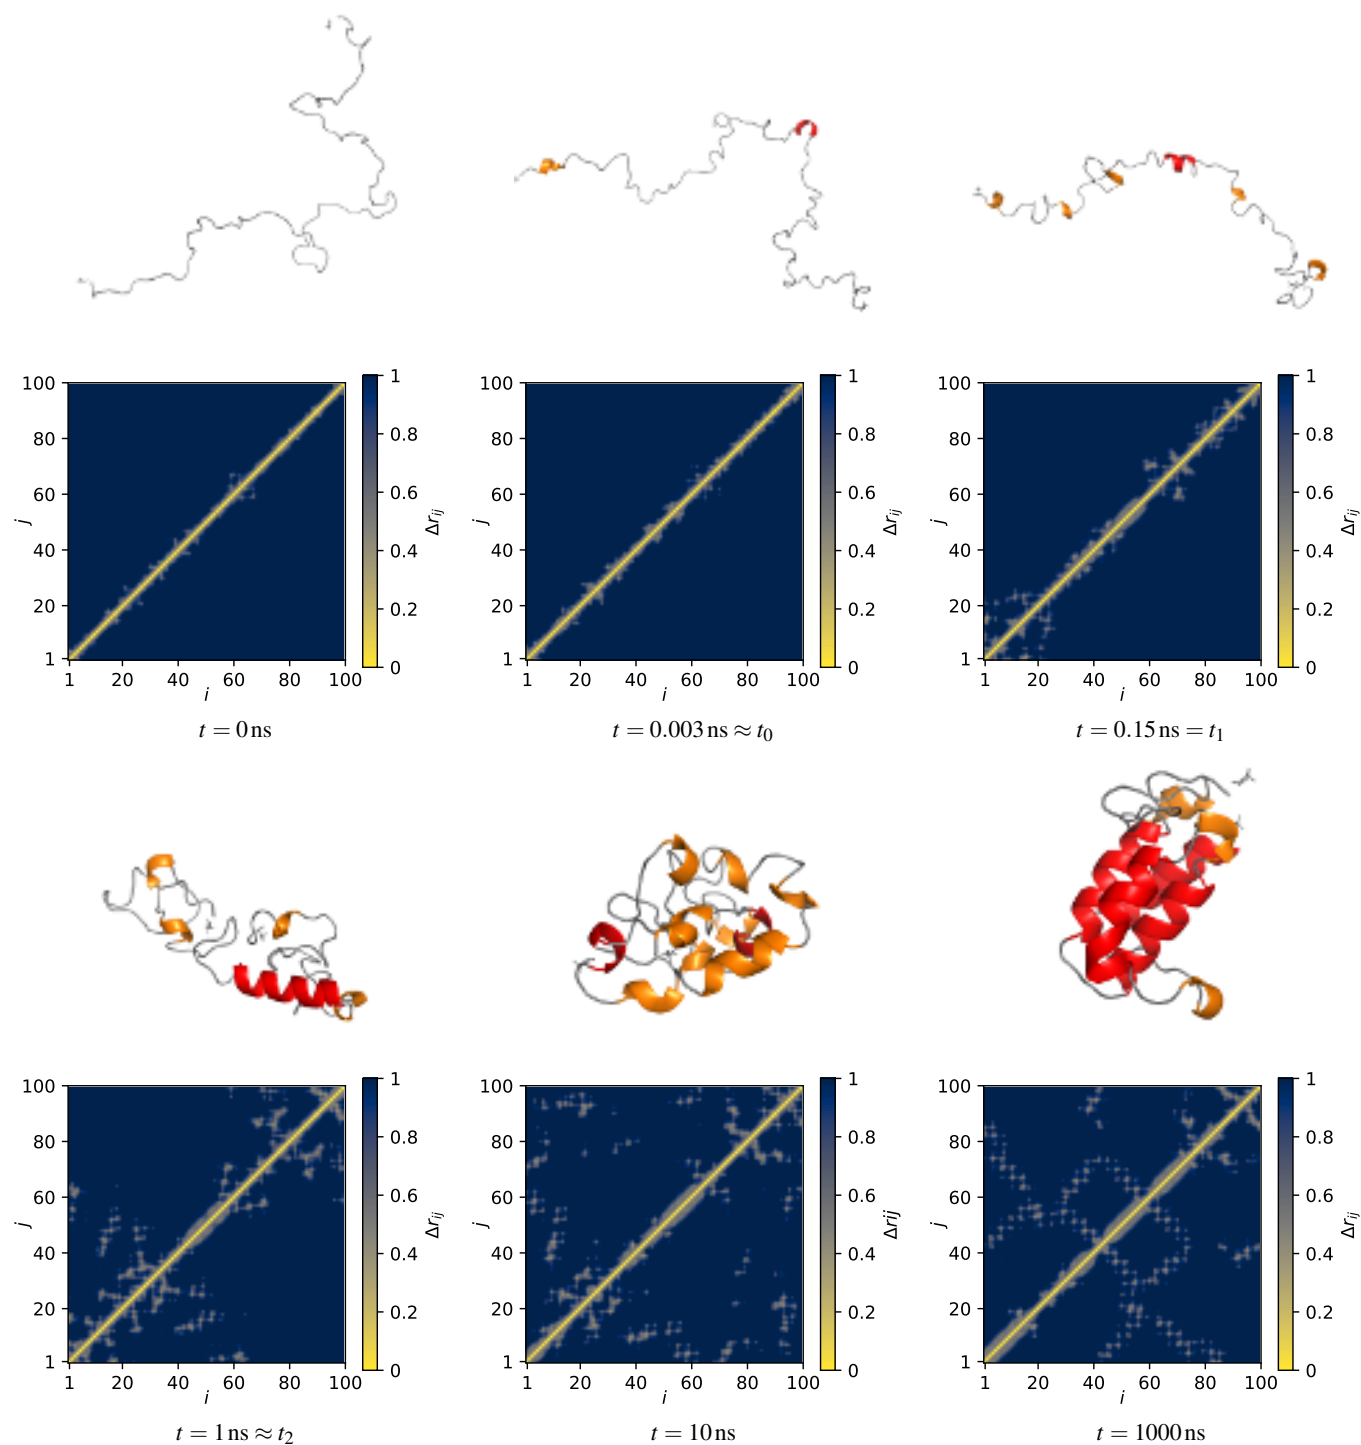 100 1 100 1 100 1
80 0.8 80 0.8 80 0.8
60 0.6 60 0.6 60 0.6
j Δr_ij j Δr_ij j Δr_ij
40 0.4 40 0.4 40 0.4
20 0.2 20 0.2 20 0.2
1 0 1 0 1 0
1 20 40 60 80 100 1 20 40 60 80 100 1 20 40 60 80 100
i i i
t = 0 ns t = 0.003 ns ≈ t₀ t = 0.15 ns = t₁
100 1 100 1 100 1
80 0.8 80 0.8 80 0.8
60 0.6 60 0.6 60 0.6
j Δr_ij j Δrij j Δr_ij
40 0.4 40 0.4 40 0.4
20 0.2 20 0.2 20 0.2
1 0 1 0 1 0
1 20 40 60 80 100 1 20 40 60 80 100 1 20 40 60 80 100
i i i
t = 1 ns ≈ t₂ t = 10 ns t = 1000 ns